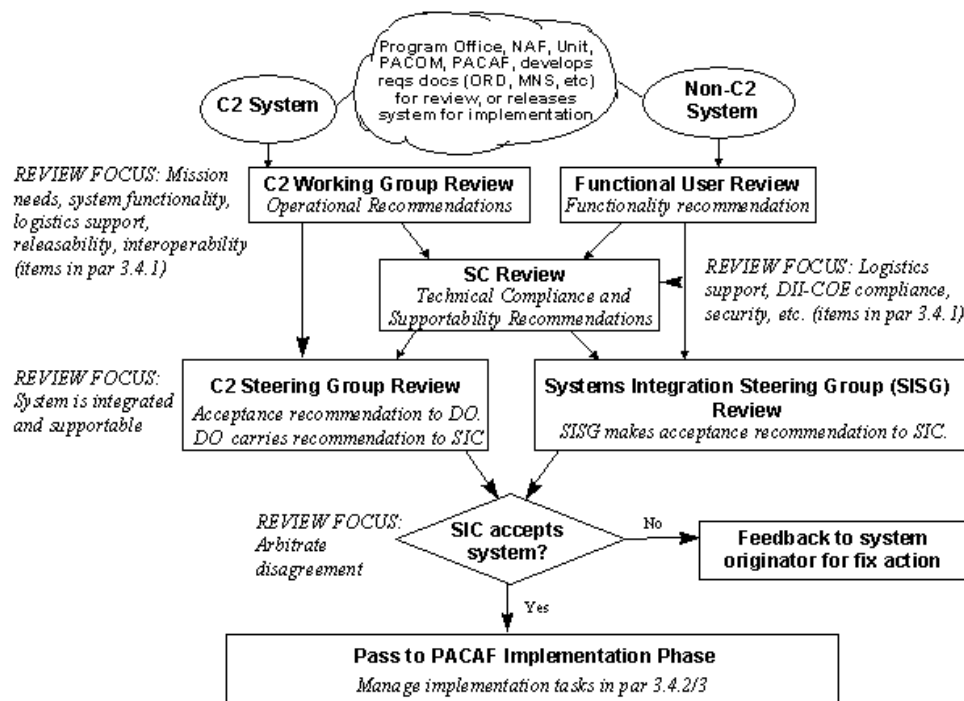 Program Office, NAF, Unit,
PACOM, PACAF, develops
reqs docs (ORD, MNS, etc)
for review, or releases
system for implementation
C2 System
Non-C2
System
REVIEW FOCUS: Mission
needs, system functionality,
logistics support,
releasability, interoperability
(items in par 3.4.1)
C2 Working Group Review
Operational Recommendations
Functional User Review
Functionality recommendation
SC Review
Technical Compliance and
Supportability Recommendations
REVIEW FOCUS: Logistics
support, DII-COE compliance,
security, etc. (items in par 3.4.1)
REVIEW FOCUS:
System is integrated
and supportable
C2 Steering Group Review
Acceptance recommendation to DO.
DO carries recommendation to SIC
Systems Integration Steering Group (SISG)
Review
SISG makes acceptance recommendation to SIC.
REVIEW FOCUS:
Arbitrate
disagreement
SIC accepts
system?
No
Feedback to system
originator for fix action
Yes
Pass to PACAF Implementation Phase
Manage implementation tasks in par 3.4.2/3